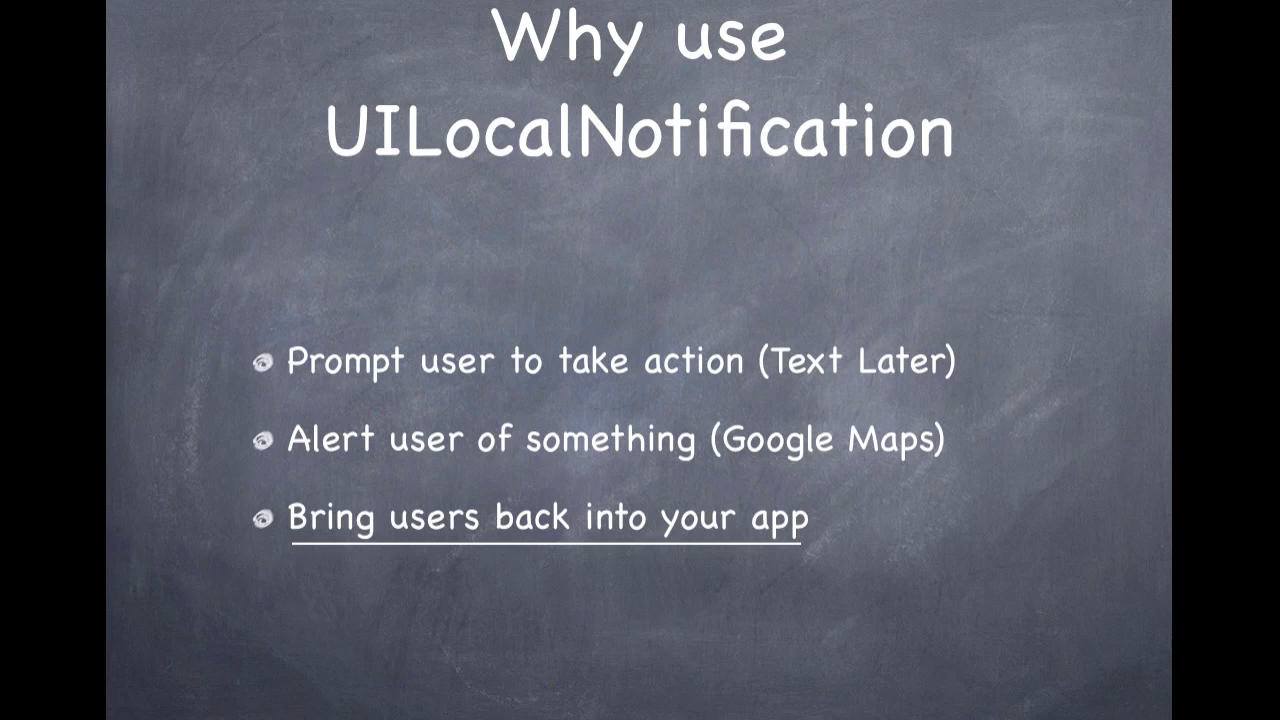 Why use
UILocalNotification
Prompt user to take action (Text Later)
Alert user of something (Google Maps)
Bring users back into your app